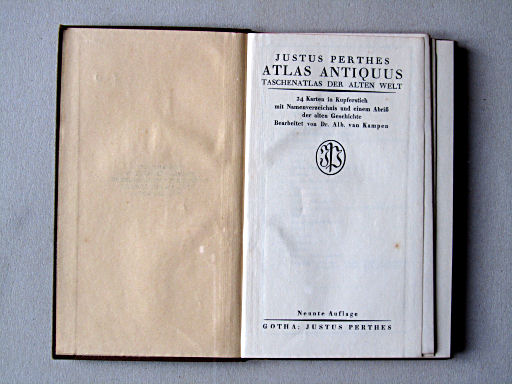 JUSTUS PERTHES
ATLAS ANTIQUUS
TASCHENATLAS DER ALTEN WELT
24 Karten in Kupferstich
mit Namenverzeichnis und einem Abriß
der alten Geschichte
Bearbeitet von Dr. Alb. van Kampen
JP
Neunte Auflage
GOTHA: JUSTUS PERTHES